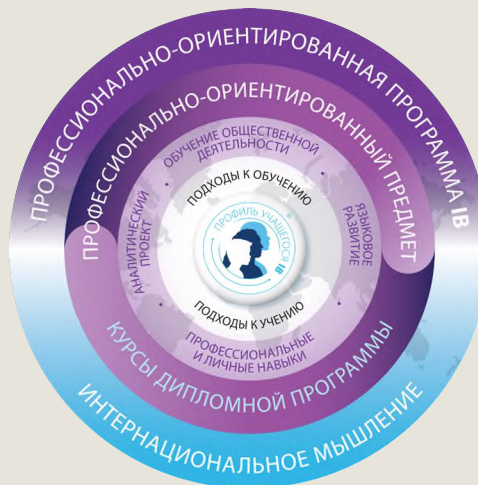 ПРОФЕССИОНАЛЬНО-ОРИЕНТИРОВАННАЯ ПРОГРАММА IB
ПРОФЕССИОНАЛЬНО-ОРИЕНТИРОВАННЫЙ ПРЕДМЕТ
ОБУЧЕНИЕ ОБЩЕСТВЕННОЙ
ДЕЯТЕЛЬНОСТИ
ПОДХОДЫ К ОБУЧЕНИЮ
АНАЛИТИЧЕСКИЙ
ПРОЕКТ
ПРОФИЛЬ УЧАЩЕГОСЯ IB
ЯЗЫКОВОЕ
РАЗВИТИЕ
ПОДХОДЫ К УЧЕНИЮ
ПРОФЕССИОНАЛЬНЫЕ
И ЛИЧНЫЕ НАВЫКИ
КУРСЫ ДИПЛОМНОЙ ПРОГРАММЫ
ИНТЕРНАЦИОНАЛЬНОЕ МЫШЛЕНИЕ